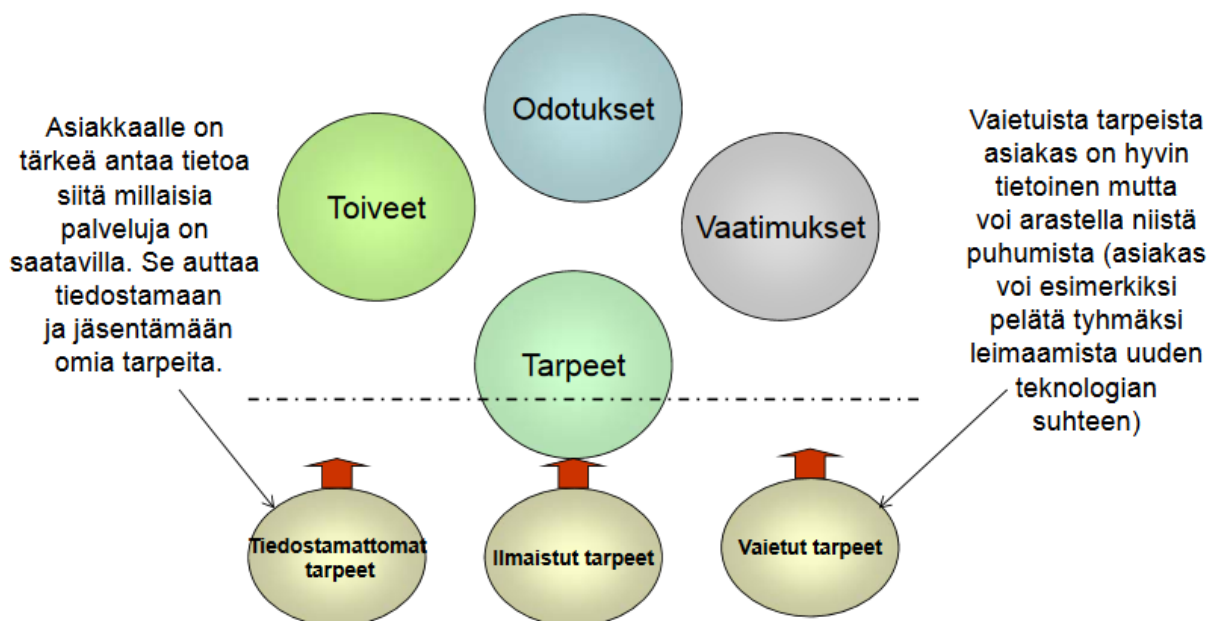 Asiakkaalle on
tärkeä antaa tietoa
siitä millaisia
palveluja on
saatavilla. Se auttaa
tiedostamaan
ja jäsentämään
omia tarpeita.
Odotukset
Toiveet
Vaatimukset
Tarpeet
Vaietuista tarpeista
asiakas on hyvin
tietoinen mutta
voi arastella niistä
puhumista (asiakas
voi esimerkiksi
pelätä tyhmäksi
leimaamista uuden
teknologian
suhteen)
Tiedostamattomat
tarpeet
Ilmaistut tarpeet
Vaietut tarpeet